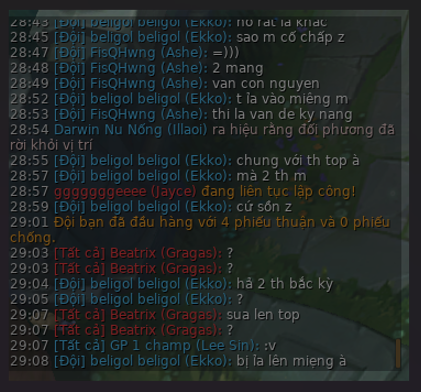 28:43 [Đội] beligol beligol (Ekko): nó rất là khác
28:45 [Đội] beligol beligol (Ekko): sao m cố chấp z
28:47 [Đội] FisQHwng (Ashe): =)))
28:48 [Đội] FisQHwng (Ashe): 2 mang
28:49 [Đội] FisQHwng (Ashe): van con nguyen
28:52 [Đội] beligol beligol (Ekko): t ỉa vào miệng m
28:53 [Đội] FisQHwng (Ashe): thi la van de ky nang
28:54 Darwin Nu Nống (Illaoi) ra hiệu rằng đối phương đã
rời khỏi vị trí
28:55 [Đội] beligol beligol (Ekko): chung với th top à
28:57 [Đội] beligol beligol (Ekko): mà 2 th m
28:57 gggggggeeee (Jayce) đang liên tục lập công!
28:59 [Đội] beligol beligol (Ekko): cứ sồn z
29:01 Đội bạn đã đầu hàng với 4 phiếu thuận và 0 phiếu
chống.
29:03 [Tất cả] Beatrix (Gragas): ?
29:03 [Tất cả] Beatrix (Gragas): ?
29:04 [Đội] beligol beligol (Ekko): hả 2 th bắc kỳ
29:05 [Đội] beligol beligol (Ekko): ?
29:07 [Tất cả] Beatrix (Gragas): sua len top
29:07 [Tất cả] Beatrix (Gragas): ?
29:07 [Tất cả] GP 1 champ (Lee Sin): :v
29:08 [Đội] beligol beligol (Ekko): bị ỉa lên miệng à